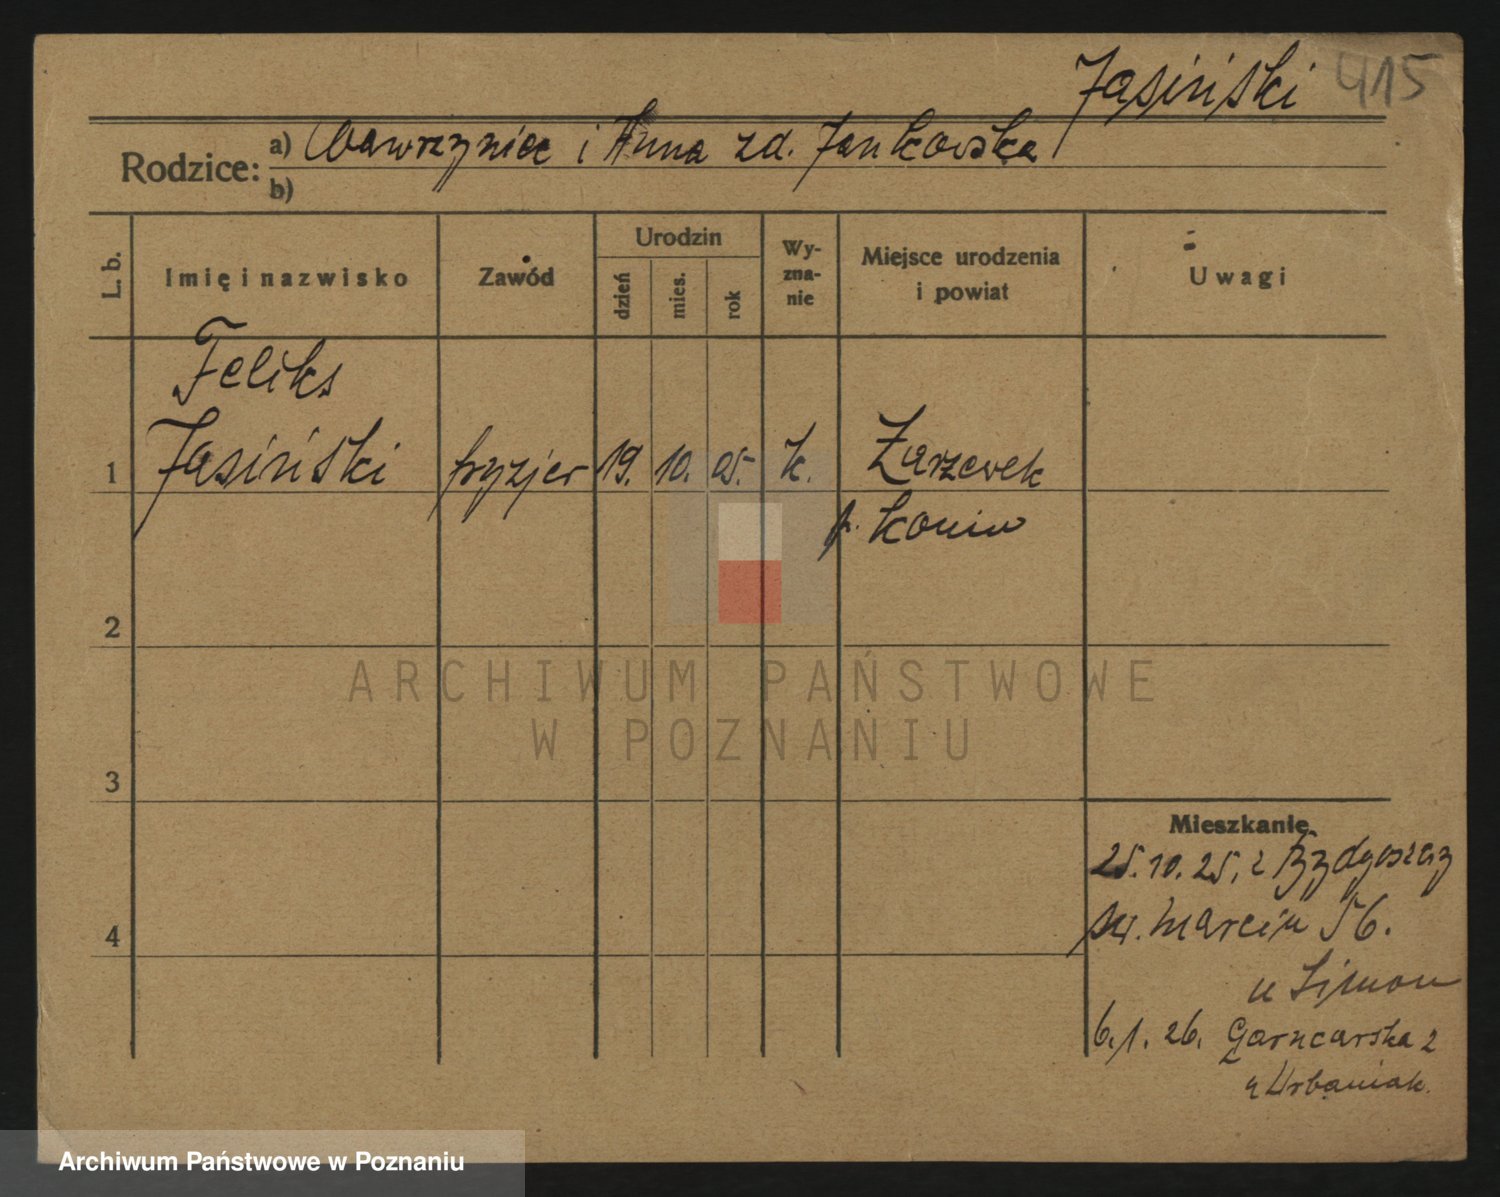 Jasiński 415
Rodzice: a) Wawrzyniec i Anna zd. Jankowska
b)
L. b. Imię i nazwisko Zawód Urodzin dzień mies. rok Wy-zna-nie Miejsce urodzenia i powiat Uwagi
Feliks
1 Jasiński fryzjer 19. 10. 05. k. Żarzewek
p. Konin
2
3
4
Mieszkanie
25.10.25. z Bydgoszczy
św. Marcin 56.
u Simon
6.1.26. Garncarska 2
u Urbaniak.
ARCHIWUM PAŃSTWOWE
W POZNANIU
Archiwum Państwowe w Poznaniu